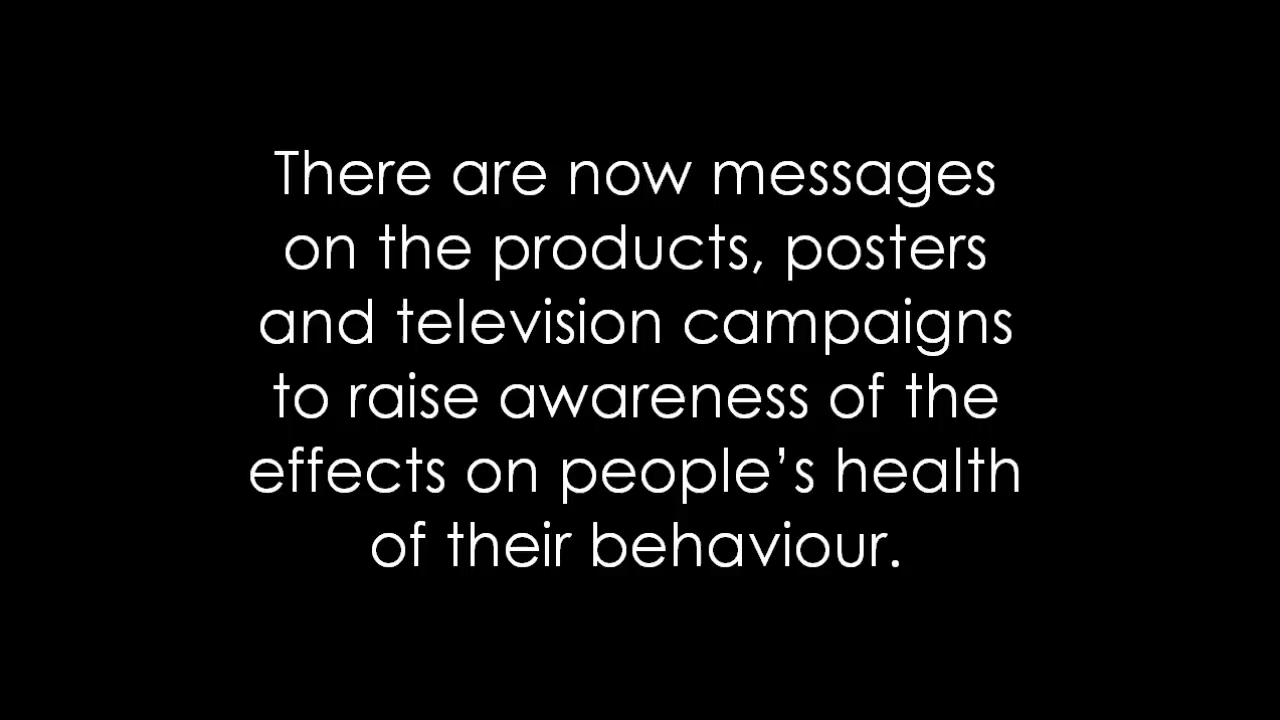 There are now messages
on the products, posters
and television campaigns
to raise awareness of the
effects on people’s health
of their behaviour.